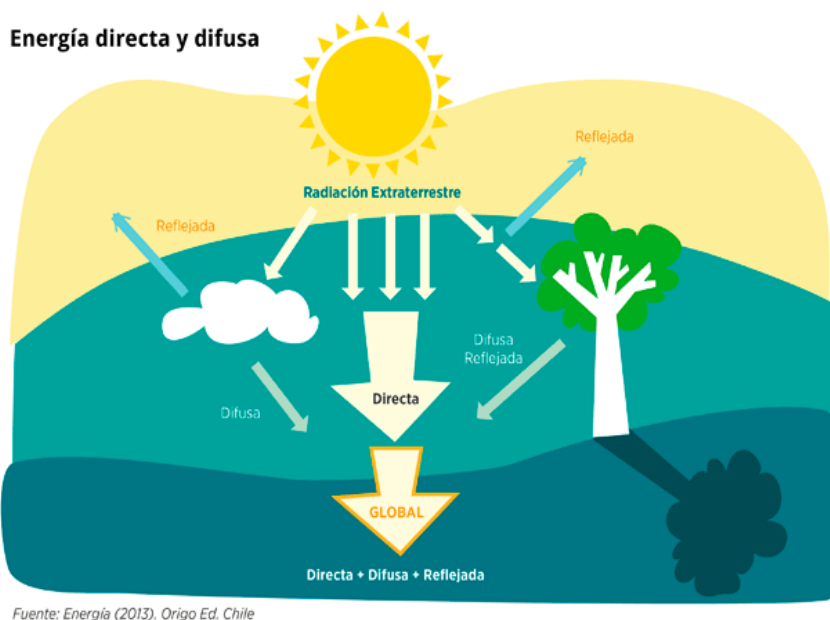 Energía directa y difusa
Reflejada
Radiación Extraterrestre
Reflejada
Difusa
Reflejada
Directa
Difusa
GLOBAL
Directa + Difusa + Reflejada
Fuente: Energía (2013). Origo Ed. Chile